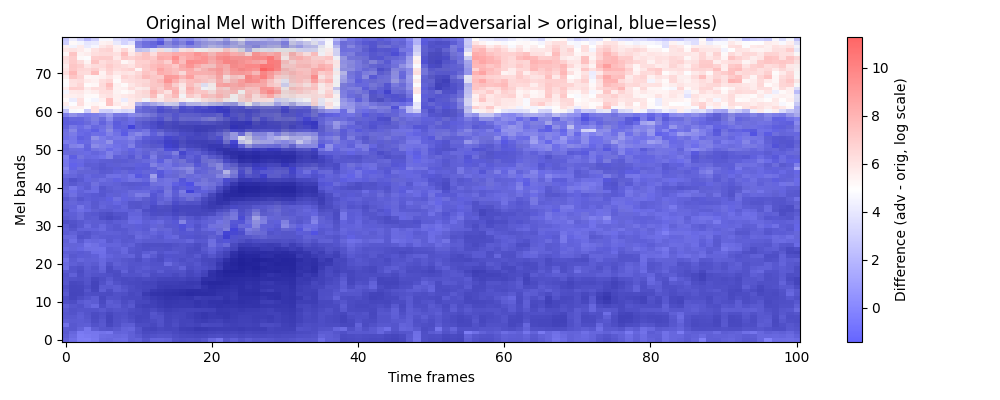 Original Mel with Differences (red=adversarial > original, blue=less)
70
60
50
40
30
20
10
0
Mel bands
0 20 40 60 80 100
Time frames
10
8
6
4
2
0
Difference (adv - orig, log scale)